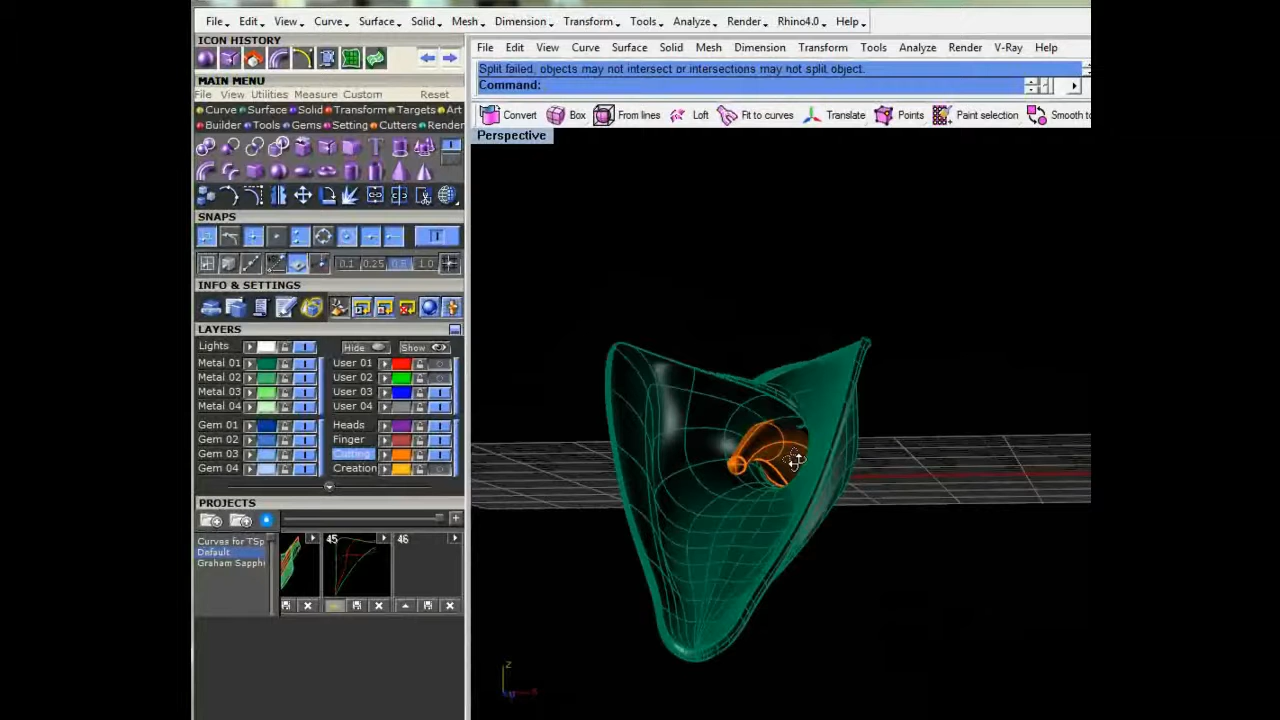 File Edit View Curve Surface Solid Mesh Dimension Transform Tools Analyze Render Rhino4.0 Help
ICON HISTORY
MAIN MENU
File View Utilities Measure Custom Reset
Curve Surface Solid Transform Targets Art
Builder Tools Gems Setting Cutters Render
SNAPS
0.1 0.25 0.5 1.0
INFO & SETTINGS
LAYERS
Lights Hide Show
Metal 01 User 01
Metal 02 User 02
Metal 03 User 03
Metal 04 User 04
Gem 01 Heads
Gem 02 Finger
Gem 03 Cutting
Gem 04 Creation
PROJECTS
Curves for TSp
Default
Graham Sapphi
45 46
File Edit View Curve Surface Solid Mesh Dimension Transform Tools Analyze Render V-Ray Help
Split failed, objects may not intersect or intersections may not split object.
Command:
Convert Box From lines Loft Fit to curves Translate Points Paint selection Smooth to
Perspective
z
x